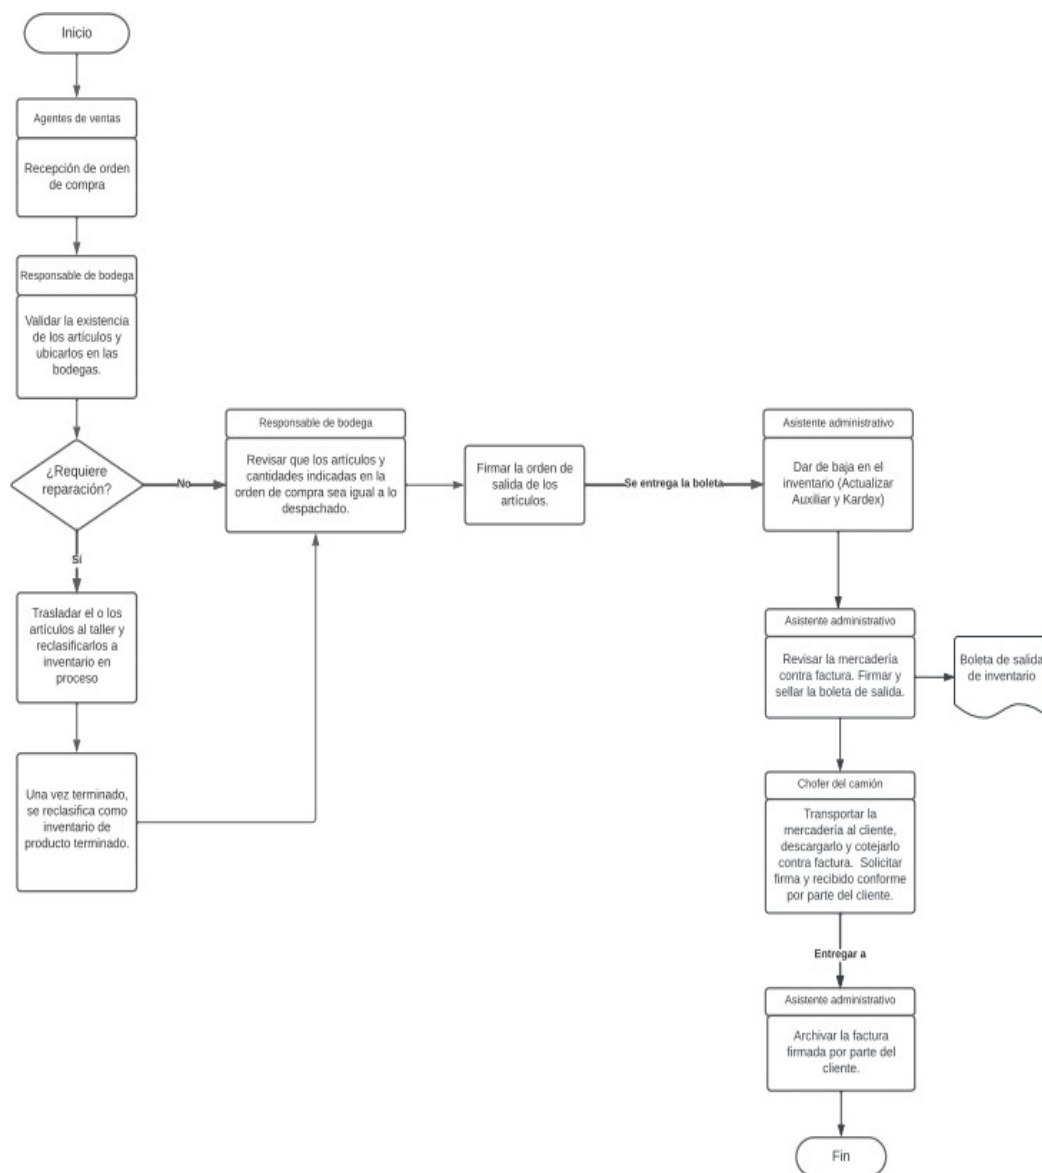 Inicio
Agentes de ventas
Recepción de orden
de compra
Responsable de bodega
Validar la existencia
de los artículos y
ubicarlos en las
bodegas.
¿Requiere
reparación?
No
Sí
Trasladar el o los
artículos al taller y
reclasificarlos a
inventario en
proceso
Una vez terminado,
se reclasifica como
inventario de
producto terminado.
Responsable de bodega
Revisar que los artículos y
cantidades indicadas en la
orden de compra sea igual a lo
despachado.
Firmar la orden de
salida de los
artículos.
Se entrega la boleta
Asistente administrativo
Dar de baja en el
inventario (Actualizar
Auxiliar y Kardex)
Asistente administrativo
Revisar la mercadería
contra factura. Firmar y
sellar la boleta de salida.
Boleta de salida
de inventario
Chofer del camión
Transportar la
mercadería al cliente,
descargarlo y cotejarlo
contra factura. Solicitar
firma y recibido conforme
por parte del cliente.
Entregar a
Asistente administrativo
Archivar la factura
firmada por parte del
cliente.
Fin